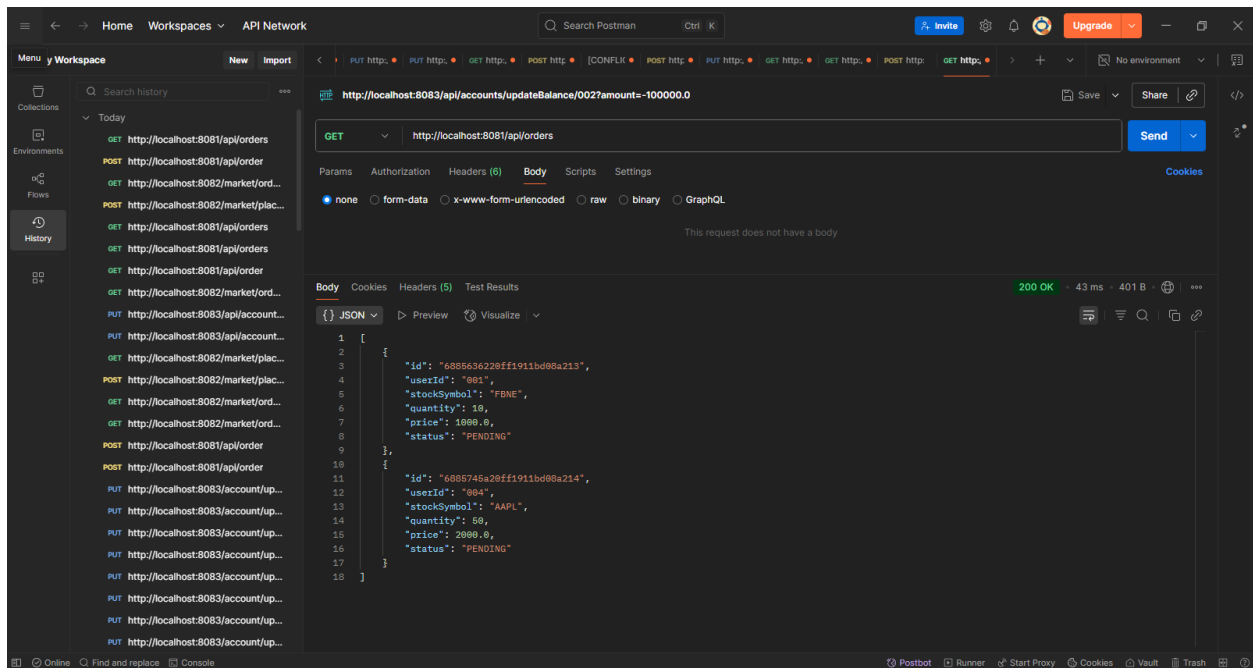 Home Workspaces API Network Search Postman Ctrl K Invite Upgrade
Menu y Workspace New Import PUT http:, PUT http:, GET http:, POST http [CONFLIC POST http PUT http:, GET http:, GET http:, POST http: GET http:, No environment
Search history
Collections
Environments
Flows
History
Today
GET http://localhost:8081/api/orders
POST http://localhost:8081/api/order
GET http://localhost:8082/market/ord...
POST http://localhost:8082/market/plac...
GET http://localhost:8081/api/orders
GET http://localhost:8081/api/orders
GET http://localhost:8081/api/order
GET http://localhost:8082/market/ord...
PUT http://localhost:8083/api/account...
PUT http://localhost:8083/api/account...
GET http://localhost:8082/market/plac...
POST http://localhost:8082/market/plac...
GET http://localhost:8082/market/ord...
GET http://localhost:8082/market/ord...
POST http://localhost:8081/api/order
POST http://localhost:8081/api/order
PUT http://localhost:8083/account/up...
PUT http://localhost:8083/account/up...
PUT http://localhost:8083/account/up...
PUT http://localhost:8083/account/up...
PUT http://localhost:8083/account/up...
PUT http://localhost:8083/account/up...
PUT http://localhost:8083/account/up...
PUT http://localhost:8083/account/up...
HTTP http://localhost:8083/api/accounts/updateBalance/002?amount=-100000.0 Save Share
GET http://localhost:8081/api/orders Send
Params Authorization Headers (6) Body Scripts Settings Cookies
none form-data x-www-form-urlencoded raw binary GraphQL
This request does not have a body
Body Cookies Headers (5) Test Results 200 OK 43 ms 401 B
{} JSON Preview Visualize
1 [
2 {
3 "id": "6885636220ff1911bd08a213",
4 "userId": "001",
5 "stockSymbol": "FBNE",
6 "quantity": 10,
7 "price": 1000.0,
8 "status": "PENDING"
9 },
10 {
11 "id": "6885745a20ff1911bd08a214",
12 "userId": "004",
13 "stockSymbol": "AAPL",
14 "quantity": 50,
15 "price": 2000.0,
16 "status": "PENDING"
17 }
18 ]
Online Find and replace Console Postbot Runner Start Proxy Cookies Vault Trash